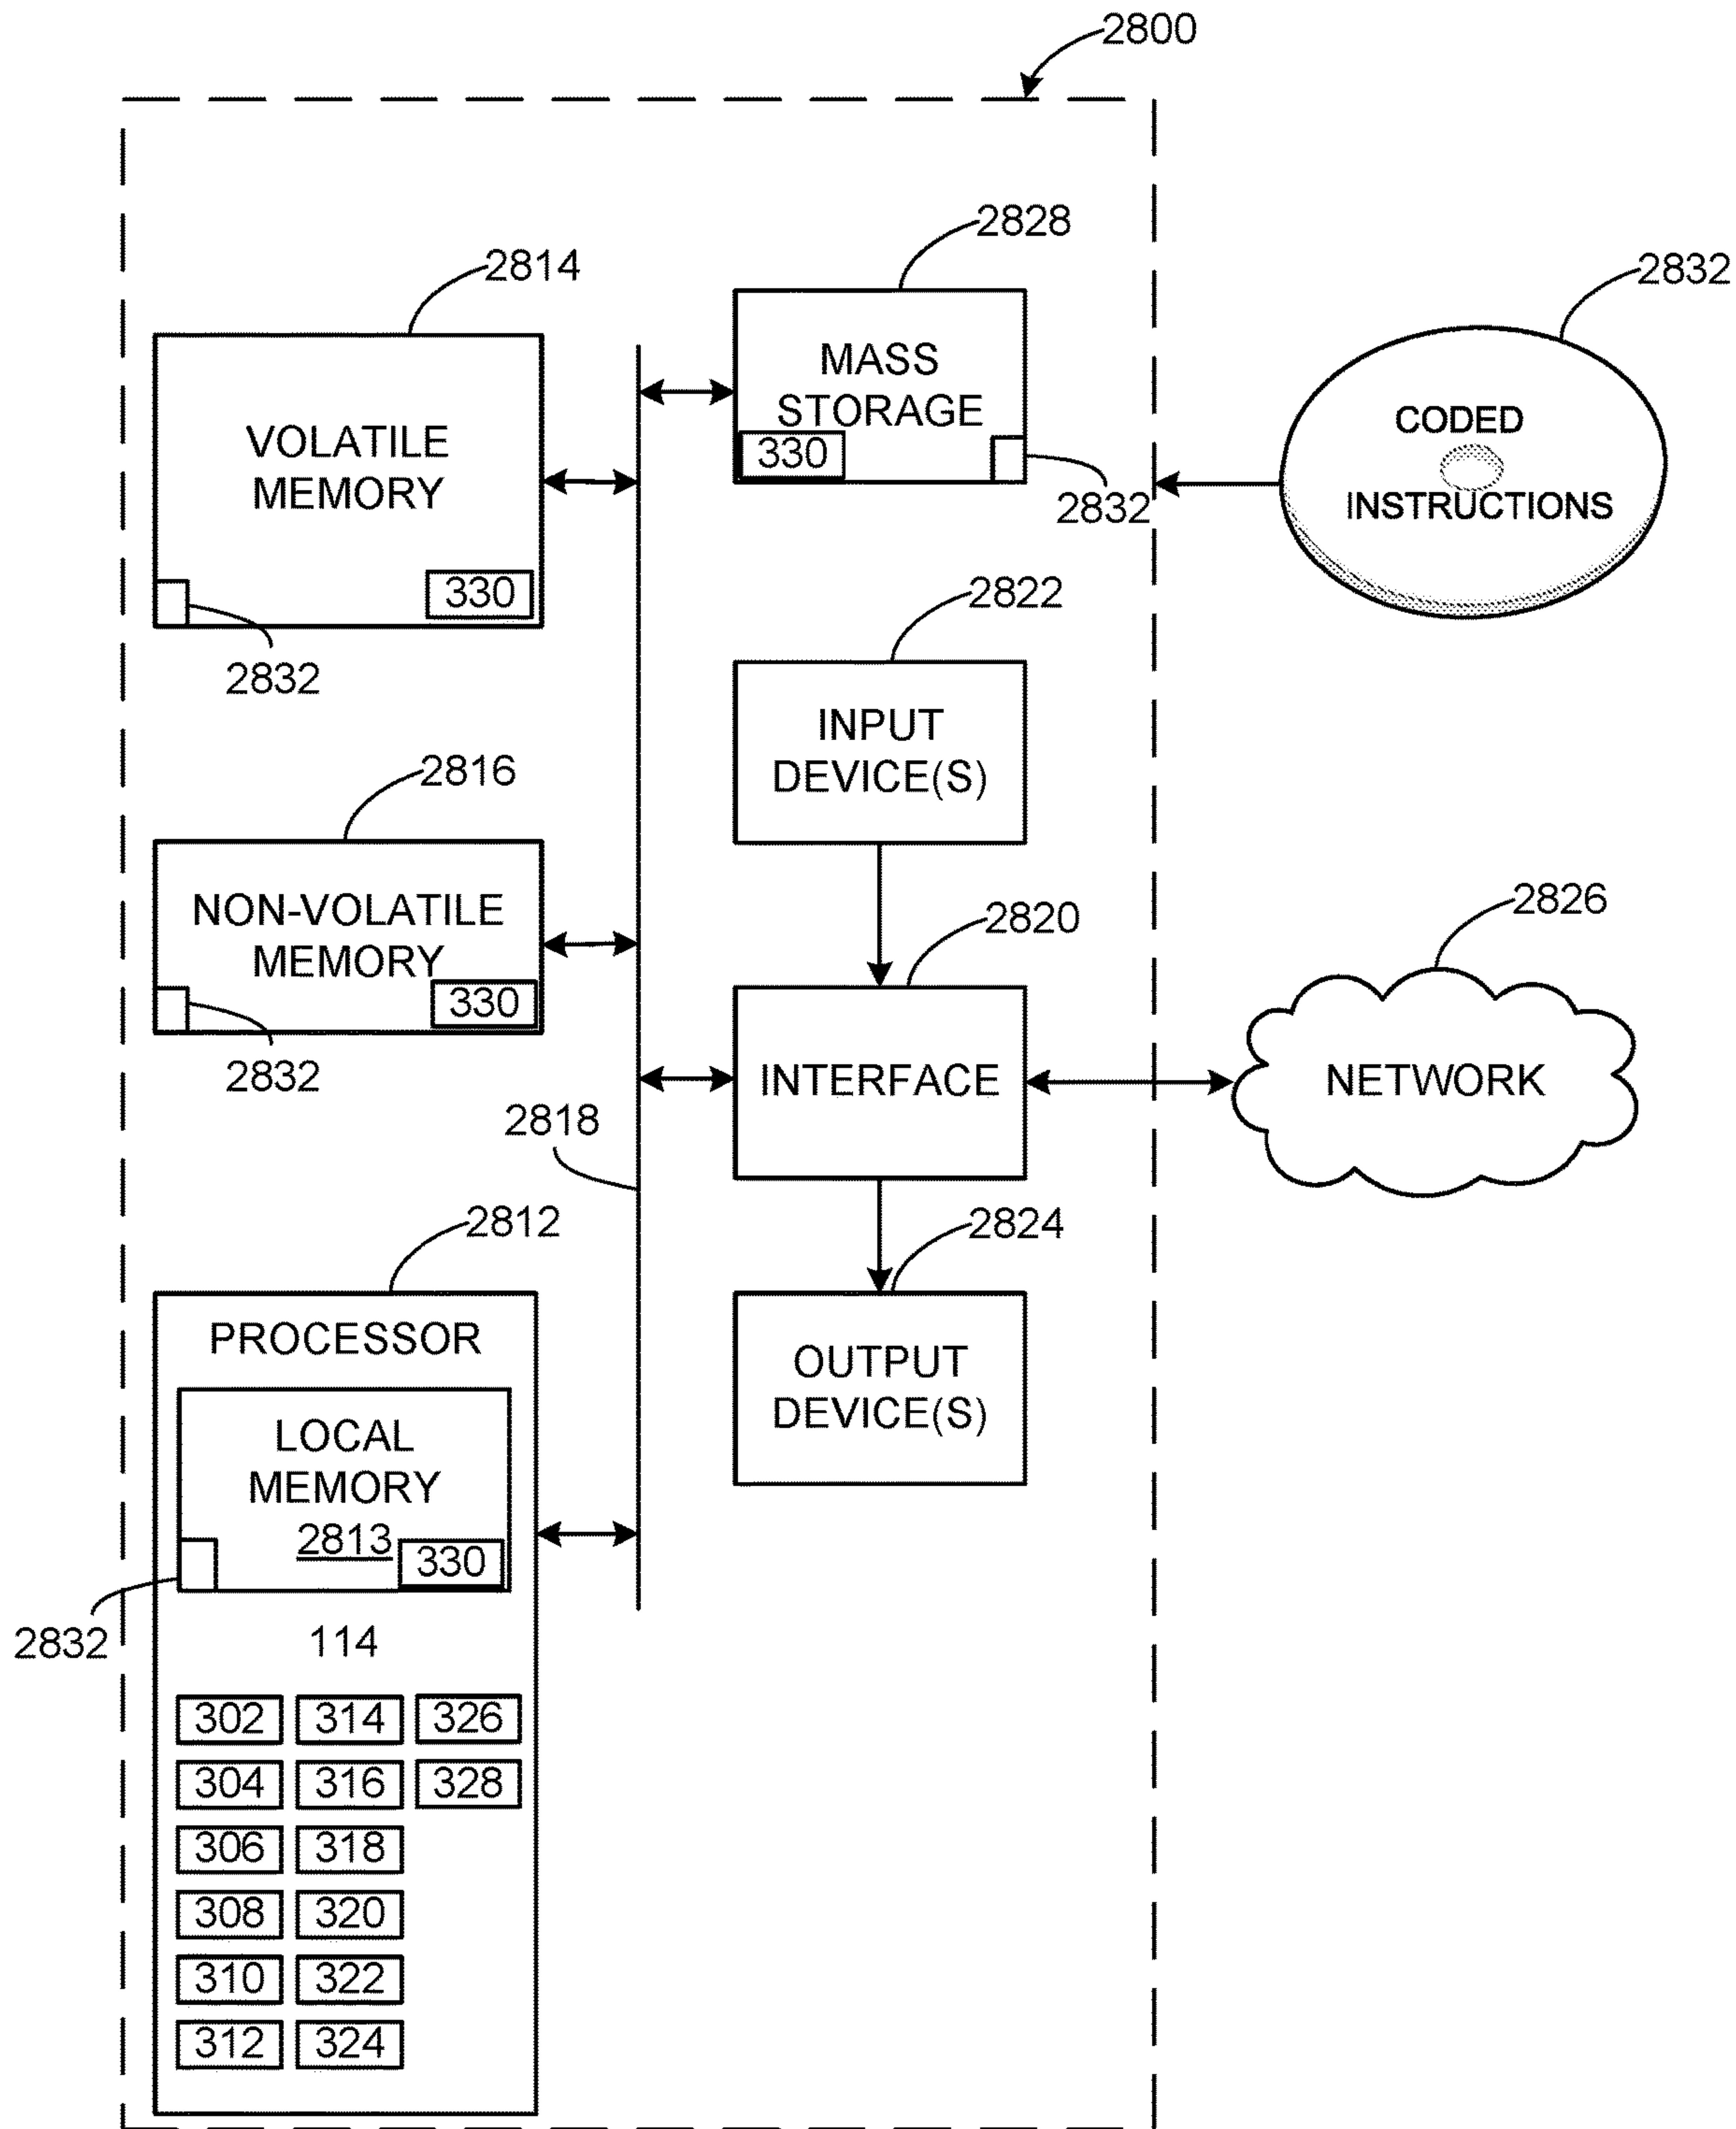 2800
2828
2814
2832
MASS
STORAGE
330
2832
VOLATILE
MEMORY
330
2832
CODED
INSTRUCTIONS
2822
INPUT
DEVICE(S)
2816
NON-VOLATILE
MEMORY
330
2832
2820
INTERFACE
2826
NETWORK
2818
2812
PROCESSOR
LOCAL
MEMORY
2813
330
2832
2824
OUTPUT
DEVICE(S)
114
302 314 326
304 316 328
306 318
308 320
310 322
312 324